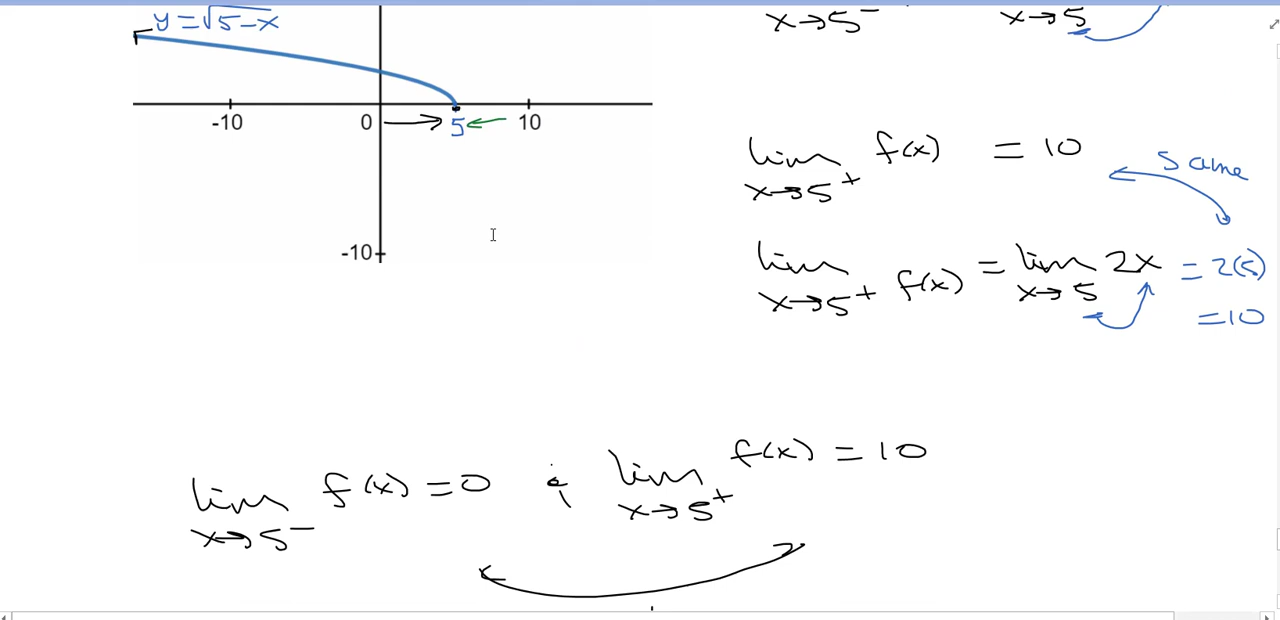 y = √5-x
-10 0 5 10
-10
x→5⁻ x→5
lim f(x) = 10
x→5⁺
same
lim f(x) = lim 2x = 2(5)
x→5⁺ x→5
=10
lim f(x) = 0 & lim f(x) = 10
x→5⁻ x→5⁺